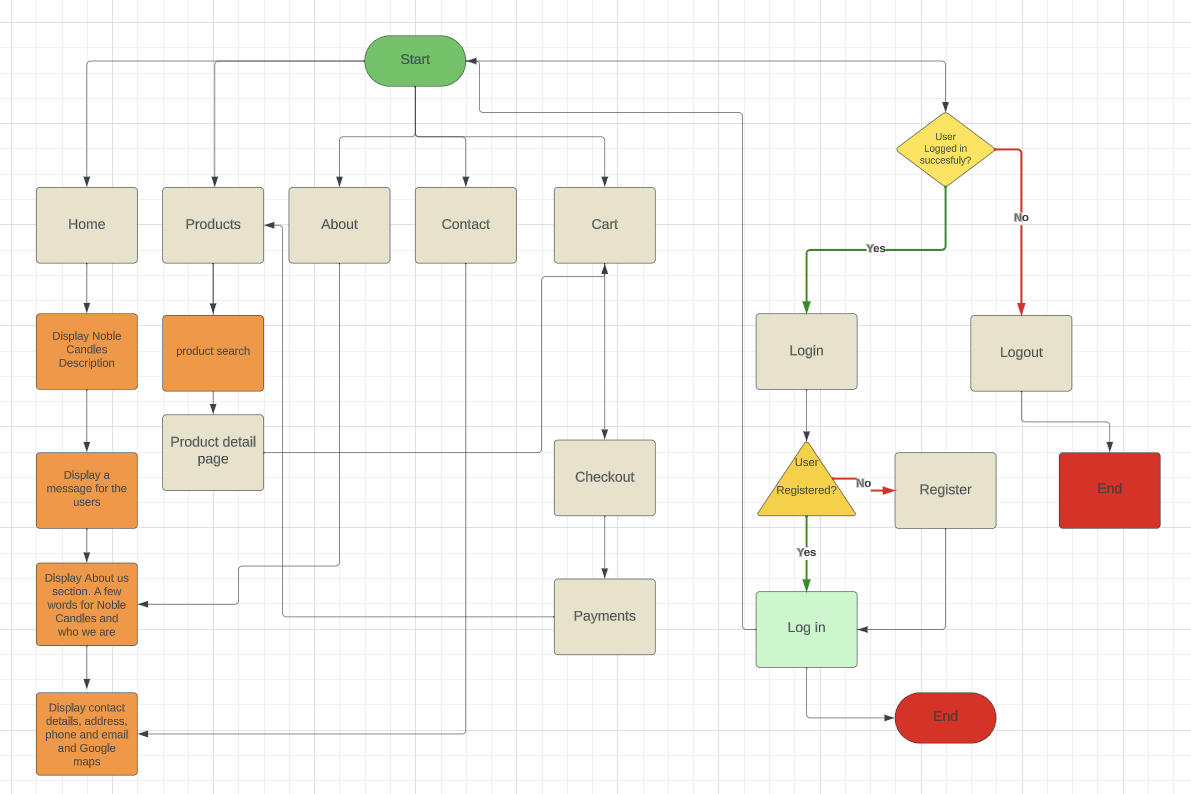 Start
User
Logged in
succesfuly?
Home
Products
About
Contact
Cart
No
Yes
Display Noble
Candles
Description
product search
Login
Logout
Product detail
page
Display a
message for the
users
Checkout
User
Registered?
No
Register
End
Yes
Display About us
section. A few
words for Noble
Candles and
who we are
Payments
Log in
Display contact
details, address,
phone and email
and Google
maps
End